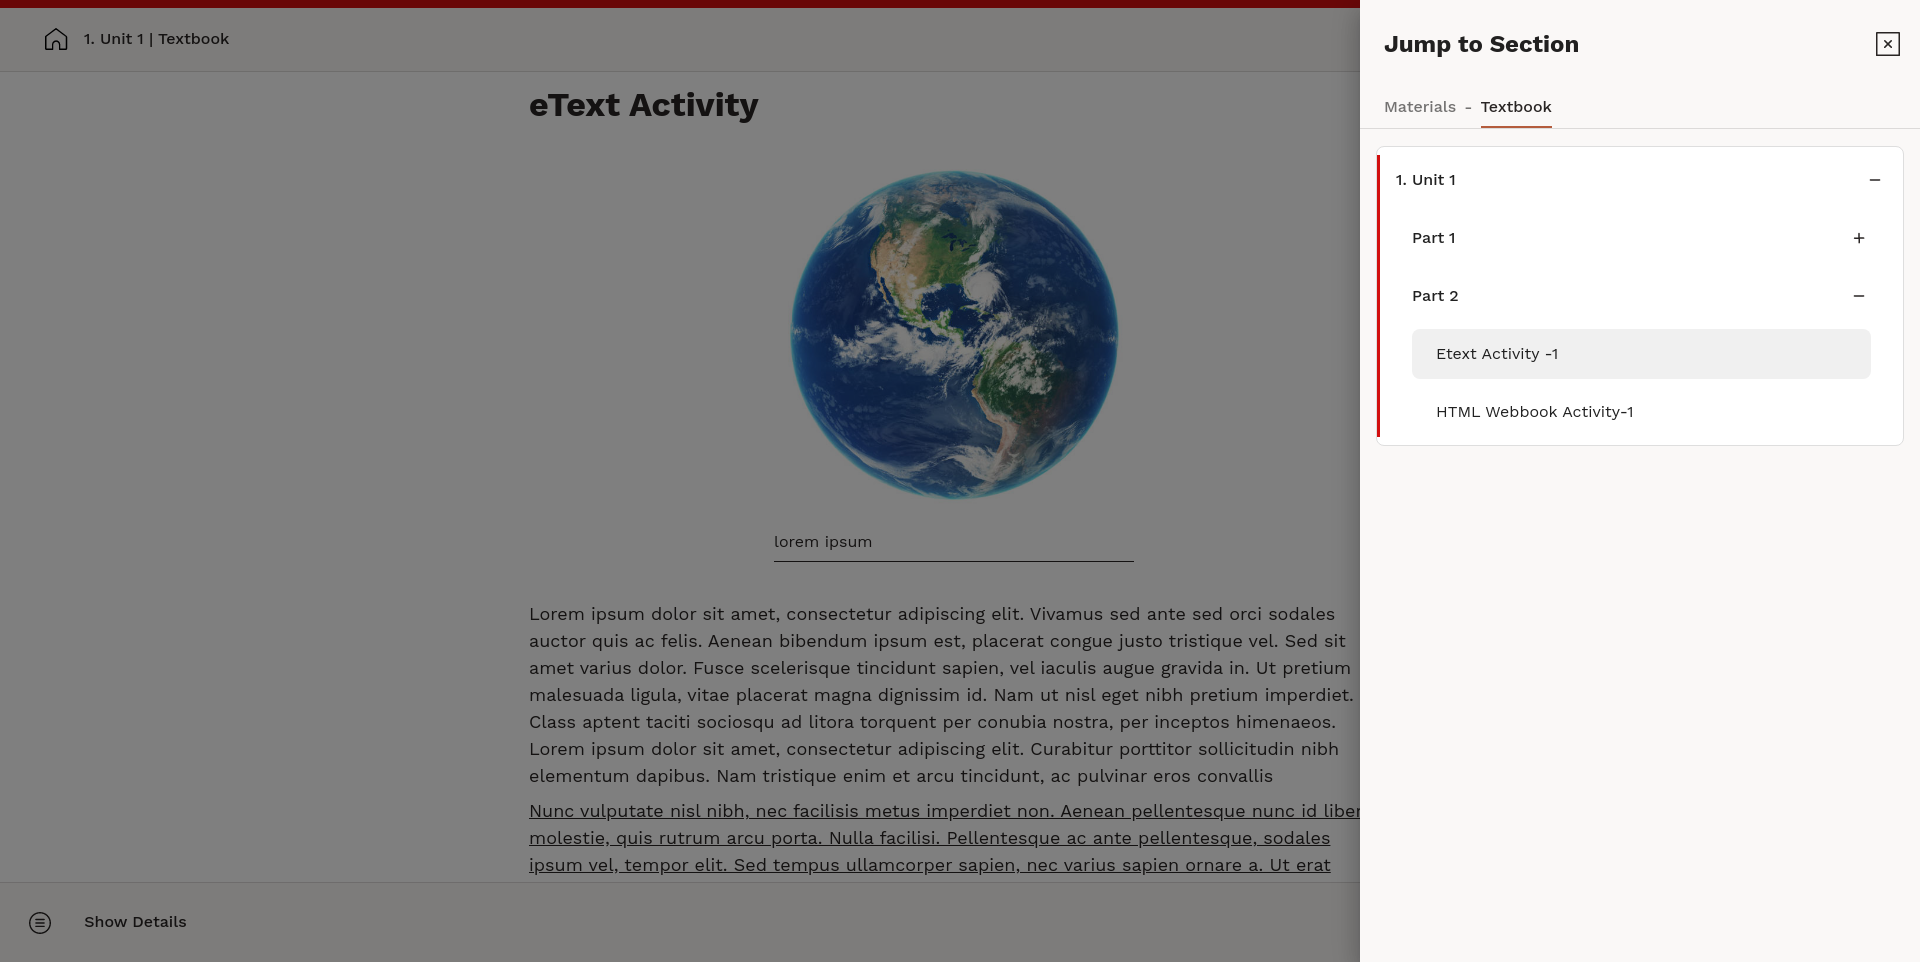 1. Unit 1 | Textbook
eText Activity
lorem ipsum
Lorem ipsum dolor sit amet, consectetur adipiscing elit. Vivamus sed ante sed orci sodales
auctor quis ac felis. Aenean bibendum ipsum est, placerat congue justo tristique vel. Sed sit
amet varius dolor. Fusce scelerisque tincidunt sapien, vel iaculis augue gravida in. Ut pretium
malesuada ligula, vitae placerat magna dignissim id. Nam ut nisl eget nibh pretium imperdiet.
Class aptent taciti sociosqu ad litora torquent per conubia nostra, per inceptos himenaeos.
Lorem ipsum dolor sit amet, consectetur adipiscing elit. Curabitur porttitor sollicitudin nibh
elementum dapibus. Nam tristique enim et arcu tincidunt, ac pulvinar eros convallis
Nunc vulputate nisl nibh, nec facilisis metus imperdiet non. Aenean pellentesque nunc id
molestie, quis rutrum arcu porta. Nulla facilisi. Pellentesque ac ante pellentesque, sodales
ipsum vel, tempor elit. Sed tempus ullamcorper sapien, nec varius sapien ornare a. Ut erat
Show Details
Jump to Section
Materials - Textbook
1. Unit 1
Part 1
Part 2
Etext Activity -1
HTML Webbook Activity-1